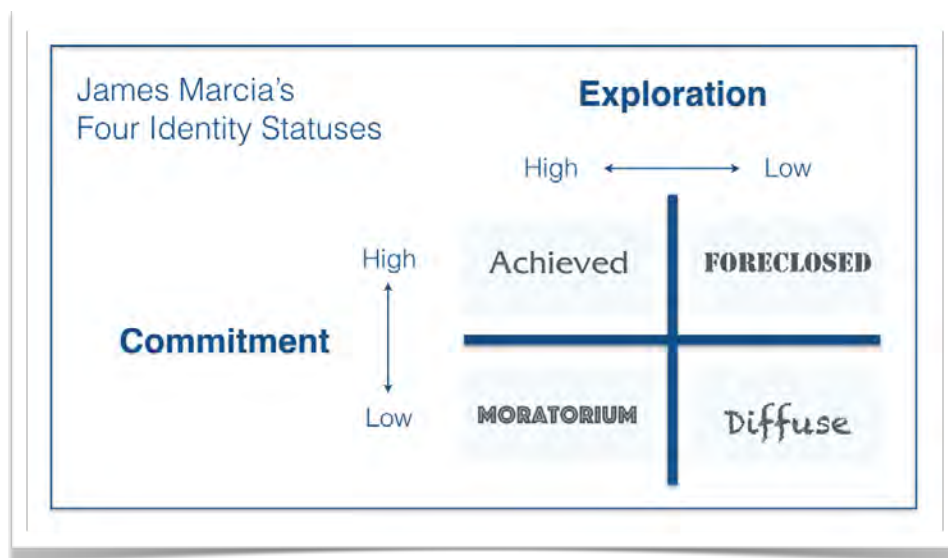 James Marcia's
Four Identity Statuses
Exploration
High Low
High
Achieved FORECLOSED
Commitment
Low
MORATORIUM Diffuse